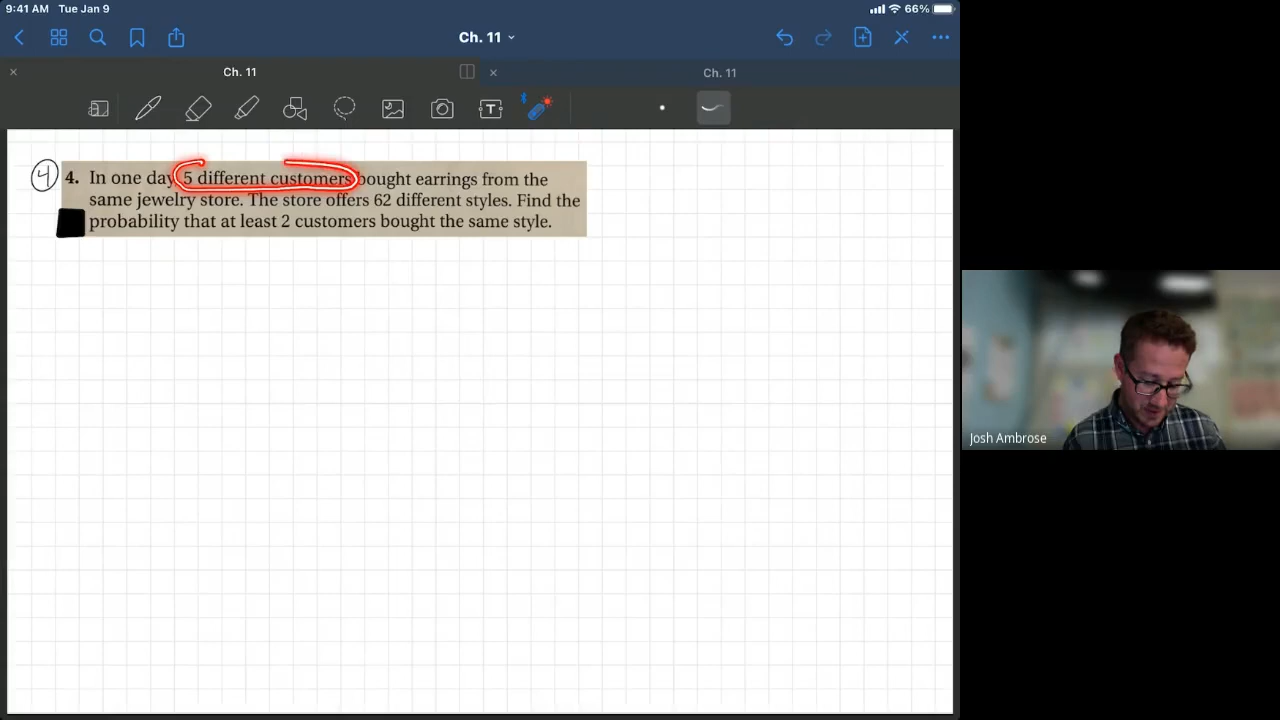 9:41 AM Tue Jan 9
66%
Ch. 11
Ch. 11
Ch. 11
T
4
4. In one day 5 different customers bought earrings from the
same jewelry store. The store offers 62 different styles. Find the
probability that at least 2 customers bought the same style.
Josh Ambrose